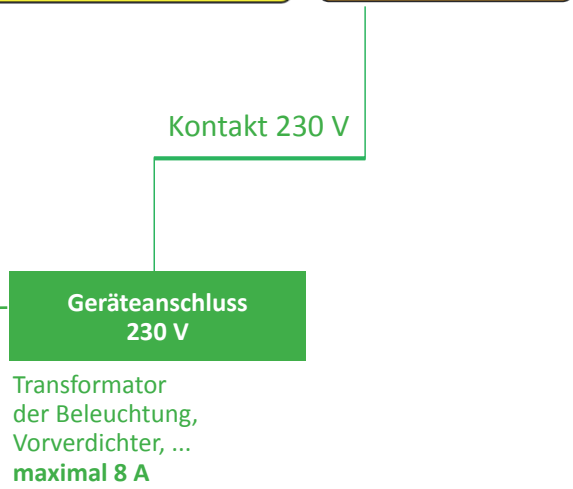 Kontakt 230 V
Geräteanschluss
230 V
Transformator
der Beleuchtung,
Vorverdichter, ...
maximal 8 A